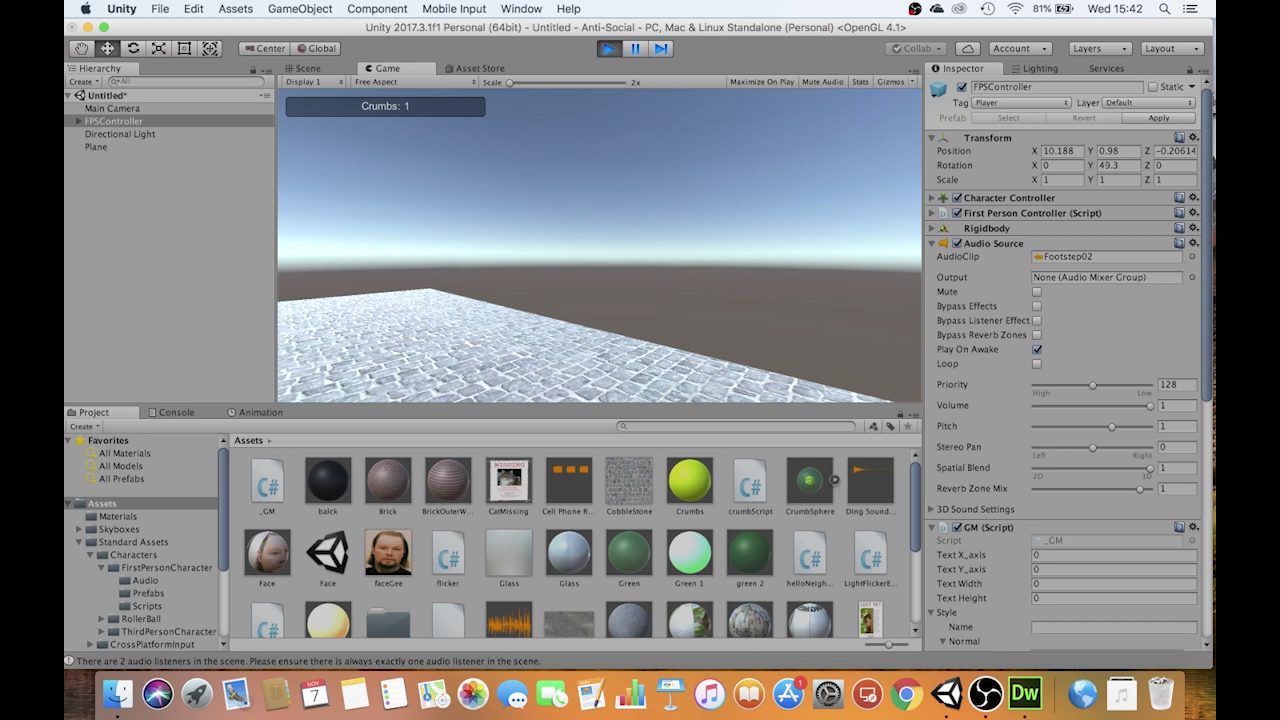 Unity File Edit Assets GameObject Component Mobile Input Window Help 81% Wed 15:42
Unity 2017.3.1f1 Personal (64bit) - Untitled - Anti-Social - PC, Mac & Linux Standalone (Personal) <OpenGL 4.1>
Center Global Collab Account Layers Layout
Hierarchy Scene Game Asset Store Inspector Lighting Services
Create All Display 1 Free Aspect Scale 2x Maximize On Play Mute Audio Stats Gizmos
Untitled*
Main Camera
FPSController
Directional Light
Plane
Crumbs: 1
FPSController Static
Tag Player Layer Default
Prefab Select Revert Apply
Transform
Position X 10.188 Y 0.98 Z -0.20614
Rotation X 0 Y 49.3 Z 0
Scale X 1 Y 1 Z 1
Character Controller
First Person Controller (Script)
Rigidbody
Audio Source
AudioClip Footstep02
Output None (Audio Mixer Group)
Mute
Bypass Effects
Bypass Listener Effect
Bypass Reverb Zones
Play On Awake
Loop
Priority 128
High Low
Volume 1
Pitch 1
Stereo Pan 0
Left Right
Spatial Blend 1
2D 3D
Reverb Zone Mix 1
3D Sound Settings
GM (Script)
Script _GM
Text X_axis 0
Text Y_axis 0
Text Width 0
Text Height 0
Style
Name
Normal
Project Console Animation
Create
Favorites
All Materials
All Models
All Prefabs
Assets
Materials
Skyboxes
Standard Assets
Characters
FirstPersonCharacter
Audio
Prefabs
Scripts
RollerBall
ThirdPersonCharacter
CrossPlatformInput
Assets
C# C#
MISSING
_GM balck Brick BrickOuterW... CatMissing Cell Phone R... CobbleStone Crumbs crumbScript CrumbSphere Ding Sound...
C# C# C#
Face Face faceGee flicker Glass Glass Green Green 1 green 2 helloNeigh... LightFlickerE...
C#
LOST PET
There are 2 audio listeners in the scene. Please ensure there is always exactly one audio listener in the scene.
NOV
7
1
Dw